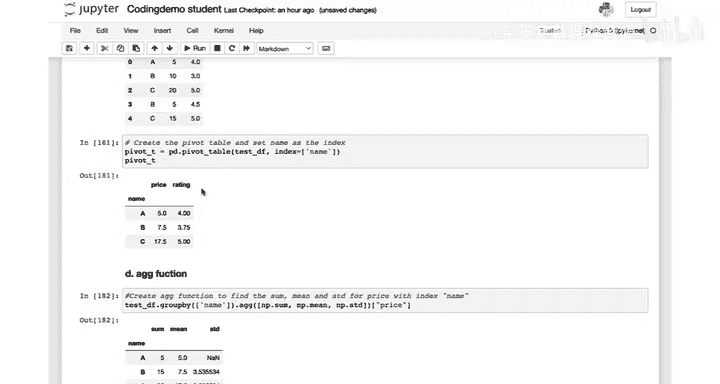 jupyter Codingdemo student Last Checkpoint: an hour ago (unsaved changes)
Logout
File Edit View Insert Cell Kernel Help
Run Markdown
0 A 5 4.0
1 B 10 3.0
2 C 20 5.0
3 B 5 4.5
4 C 15 5.0
In [181]: # Create the pivot table and set name as the index
pivot_t = pd.pivot_table(test_df, index=['name'])
pivot_t
Out[181]:
price rating
name
A 5.0 4.00
B 7.5 3.75
C 17.5 5.00
d. agg fuction
In [182]: #Create agg function to find the sum, mean and std for price with index "name"
test_df.groupby(['name']).agg([np.sum, np.mean, np.std])["price"]
Out[182]:
sum mean std
name
A 5 5.0 NaN
B 15 7.5 3.535534